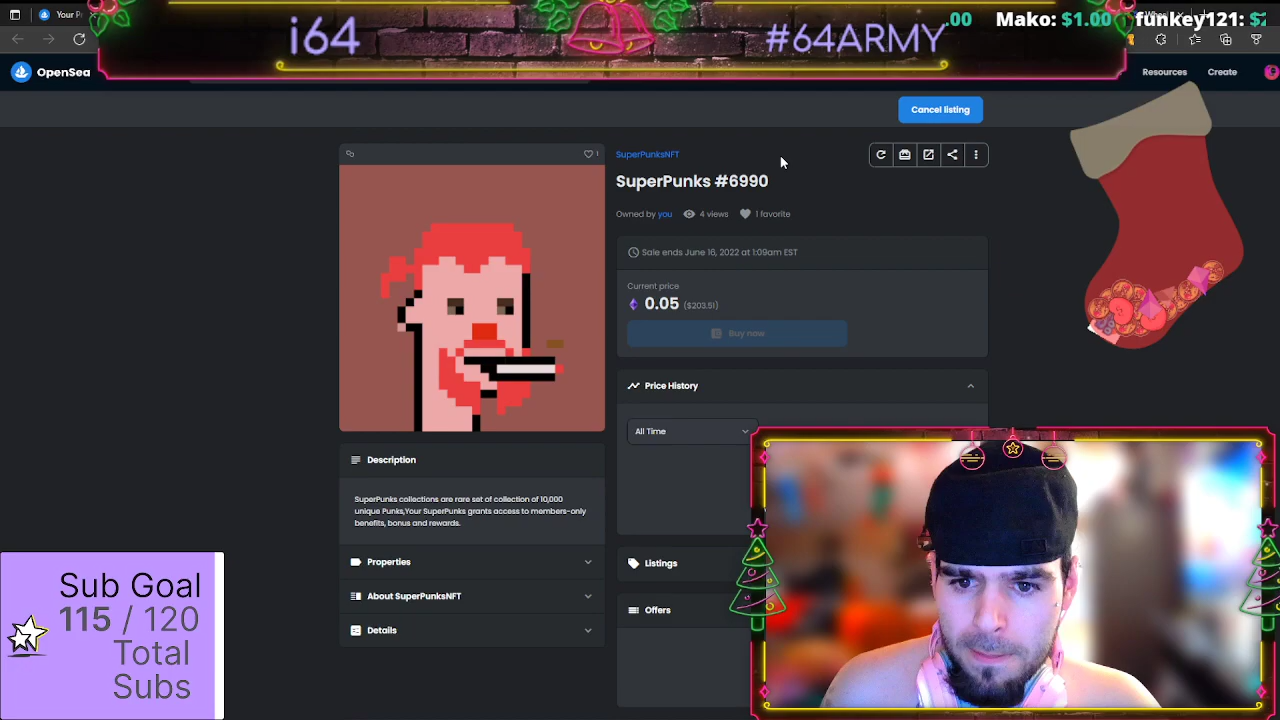 Your P
i64
#64ARMY
.00 Mako: $1.00 funkey121: $
OpenSea
Resources
Create
Cancel listing
1
SuperPunksNFT
SuperPunks #6990
Owned by you
4 views
1 favorite
Sale ends June 16, 2022 at 1:09am EST
Current price
0.05 ($203.51)
Buy now
Price History
All Time
Description
SuperPunks collections are rare set of collection of 10,000
unique Punks,Your SuperPunks grants access to members-only
benefits, bonus and rewards.
Properties
About SuperPunksNFT
Details
Listings
Offers
Sub Goal
115 / 120
Total
Subs